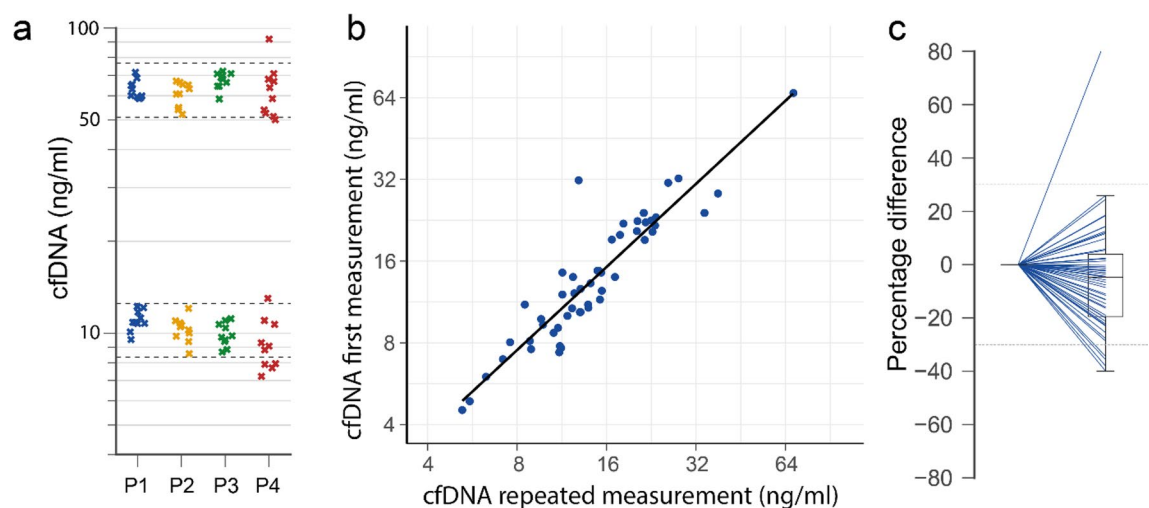 a
cfDNA (ng/ml)
100
50
10
P1 P2 P3 P4
b
cfDNA first measurement (ng/ml)
64
32
16
8
4
4 8 16 32 64
cfDNA repeated measurement (ng/ml)
c
Percentage difference
80
60
40
20
0
−20
−40
−60
−80